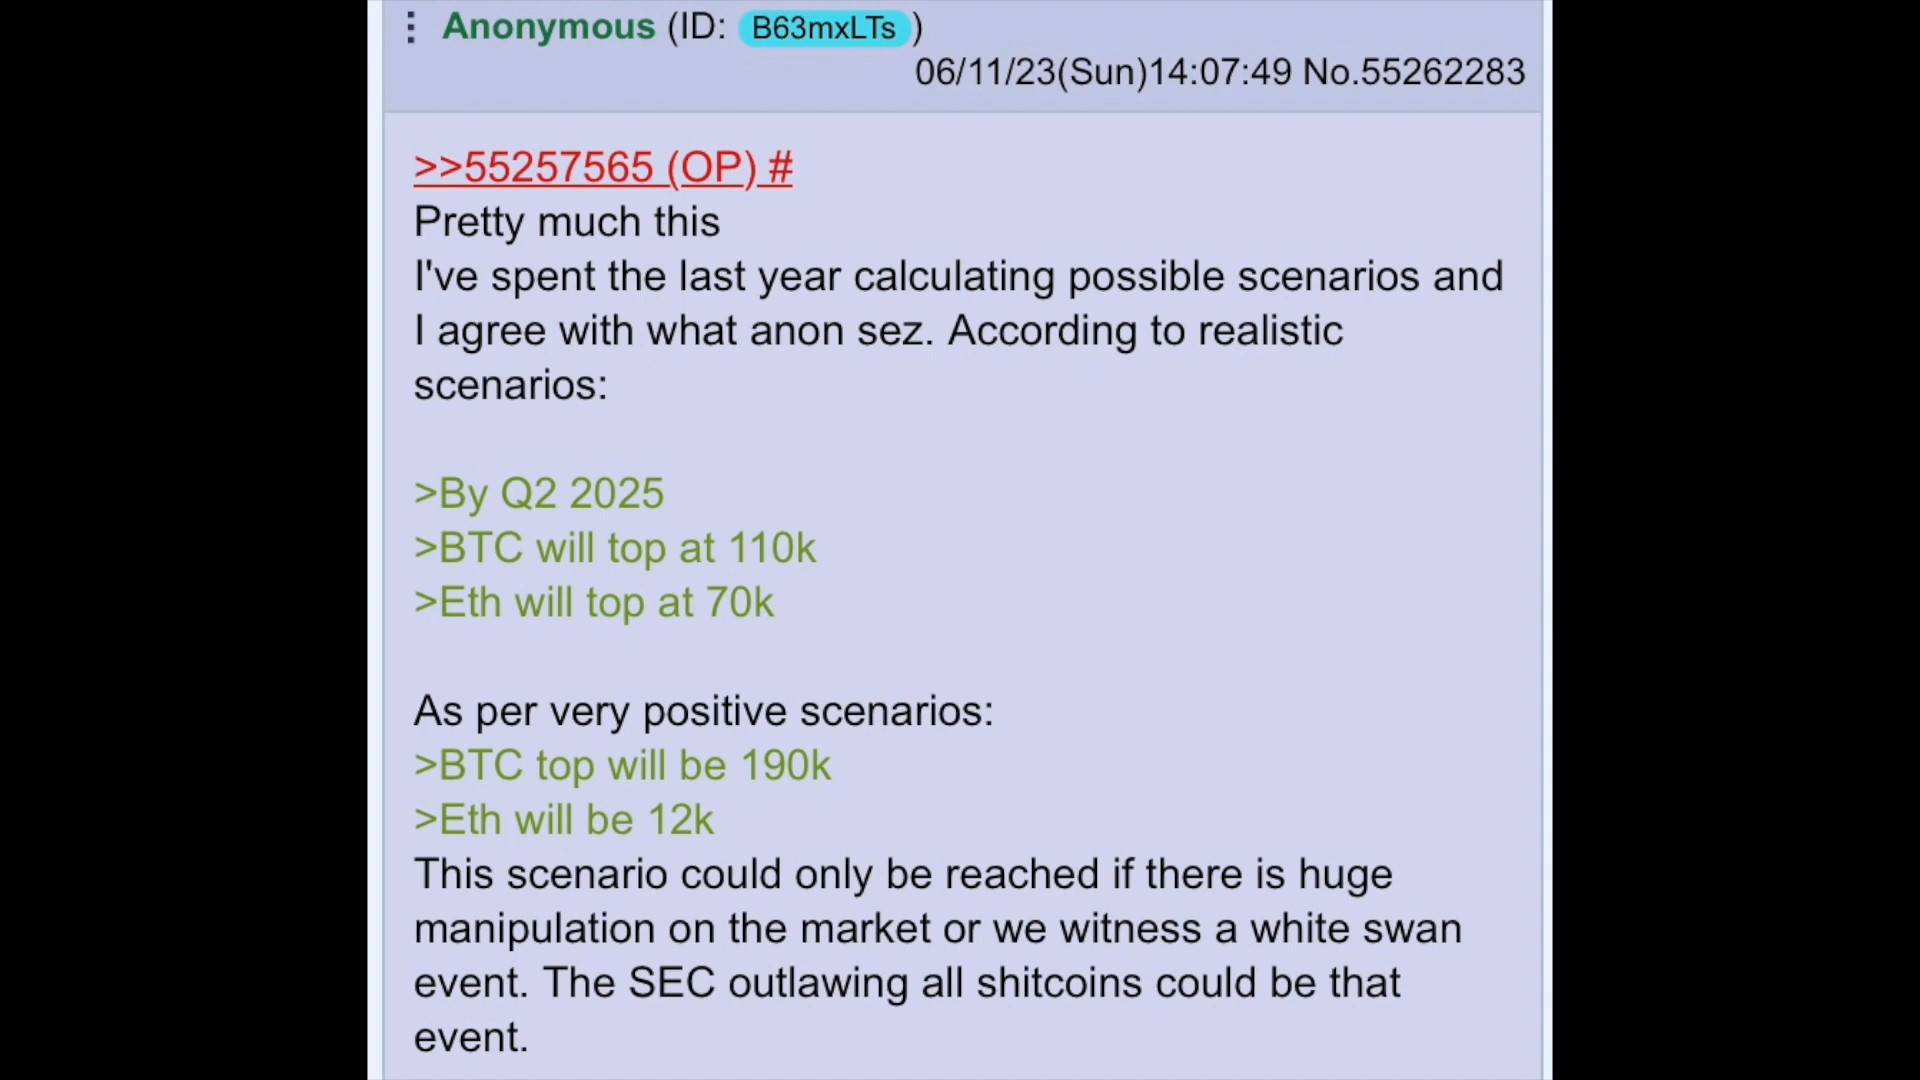 Anonymous (ID: B63mxLTs)
06/11/23(Sun)14:07:49 No.55262283
>>55257565 (OP) #
Pretty much this
I've spent the last year calculating possible scenarios and
I agree with what anon sez. According to realistic
scenarios:
>By Q2 2025
>BTC will top at 110k
>Eth will top at 70k
As per very positive scenarios:
>BTC top will be 190k
>Eth will be 12k
This scenario could only be reached if there is huge
manipulation on the market or we witness a white swan
event. The SEC outlawing all shitcoins could be that
event.